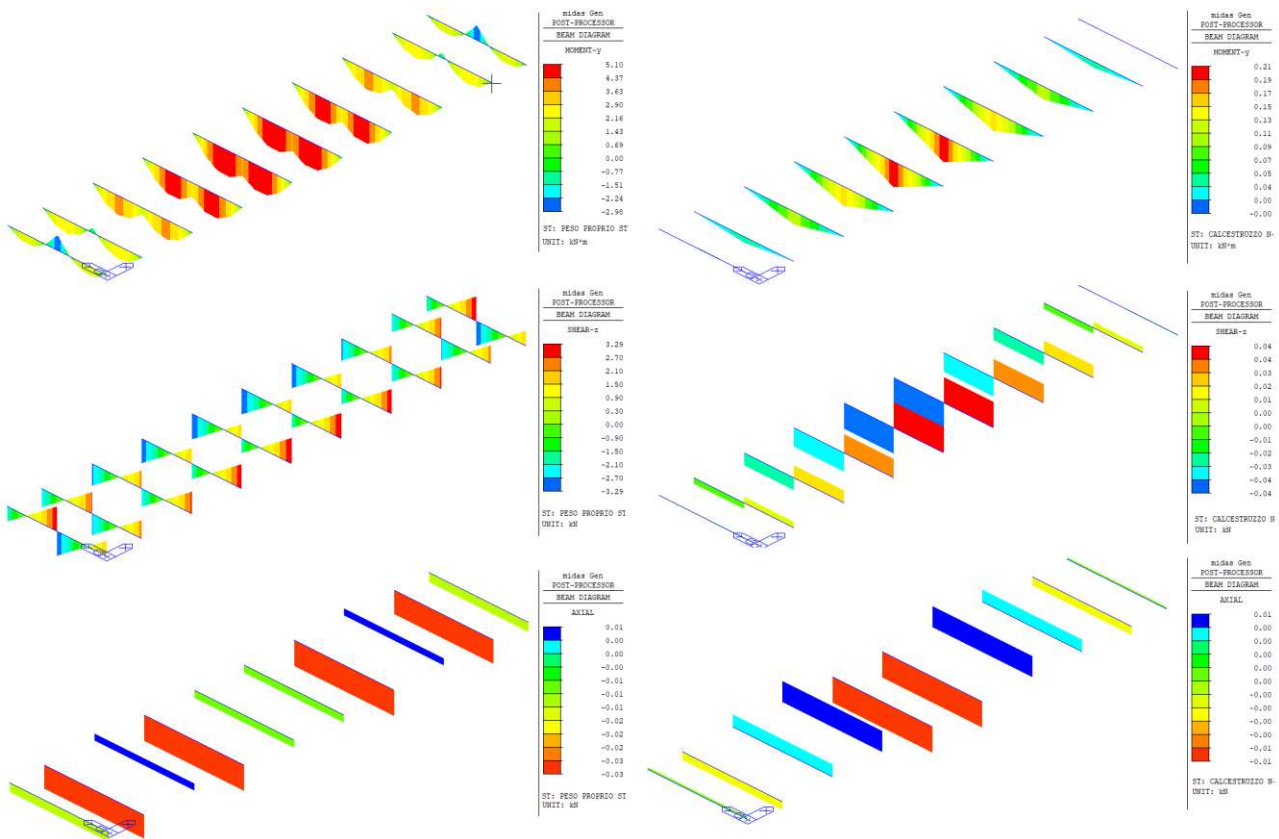 midas Gen
POST-PROCESSOR
BEAM DIAGRAM
MOMENT-y
5.10
4.37
3.63
2.90
2.16
1.43
0.69
0.00
-0.77
-1.51
-2.24
-2.98
ST: PESO PROPRIO ST
UNIT: kN*m
midas Gen
POST-PROCESSOR
BEAM DIAGRAM
MOMENT-y
0.21
0.19
0.17
0.15
0.13
0.11
0.09
0.07
0.05
0.04
0.03
0.00
-0.00
ST: CALCESTRUZZO N-
UNIT: kN*m
midas Gen
POST-PROCESSOR
BEAM DIAGRAM
SHEAR-z
3.29
2.70
2.10
1.50
0.90
0.30
0.00
-0.90
-1.50
-2.10
-2.70
-3.29
ST: PESO PROPRIO ST
UNIT: kN
midas Gen
POST-PROCESSOR
BEAM DIAGRAM
SHEAR-z
0.04
0.04
0.03
0.02
0.01
0.00
0.00
-0.01
-0.02
-0.03
-0.04
-0.04
ST: CALCESTRUZZO N
UNIT: kN
midas Gen
POST-PROCESSOR
BEAM DIAGRAM
AXIAL
0.01
0.00
0.00
-0.00
-0.01
-0.01
-0.01
-0.02
-0.02
-0.03
-0.03
ST: PESO PROPRIO ST
UNIT: kN
midas Gen
POST-PROCESSOR
BEAM DIAGRAM
AXIAL
0.01
0.00
0.00
0.00
0.00
0.00
-0.00
-0.00
-0.00
-0.00
-0.01
ST: CALCESTRUZZO N-
UNIT: kN